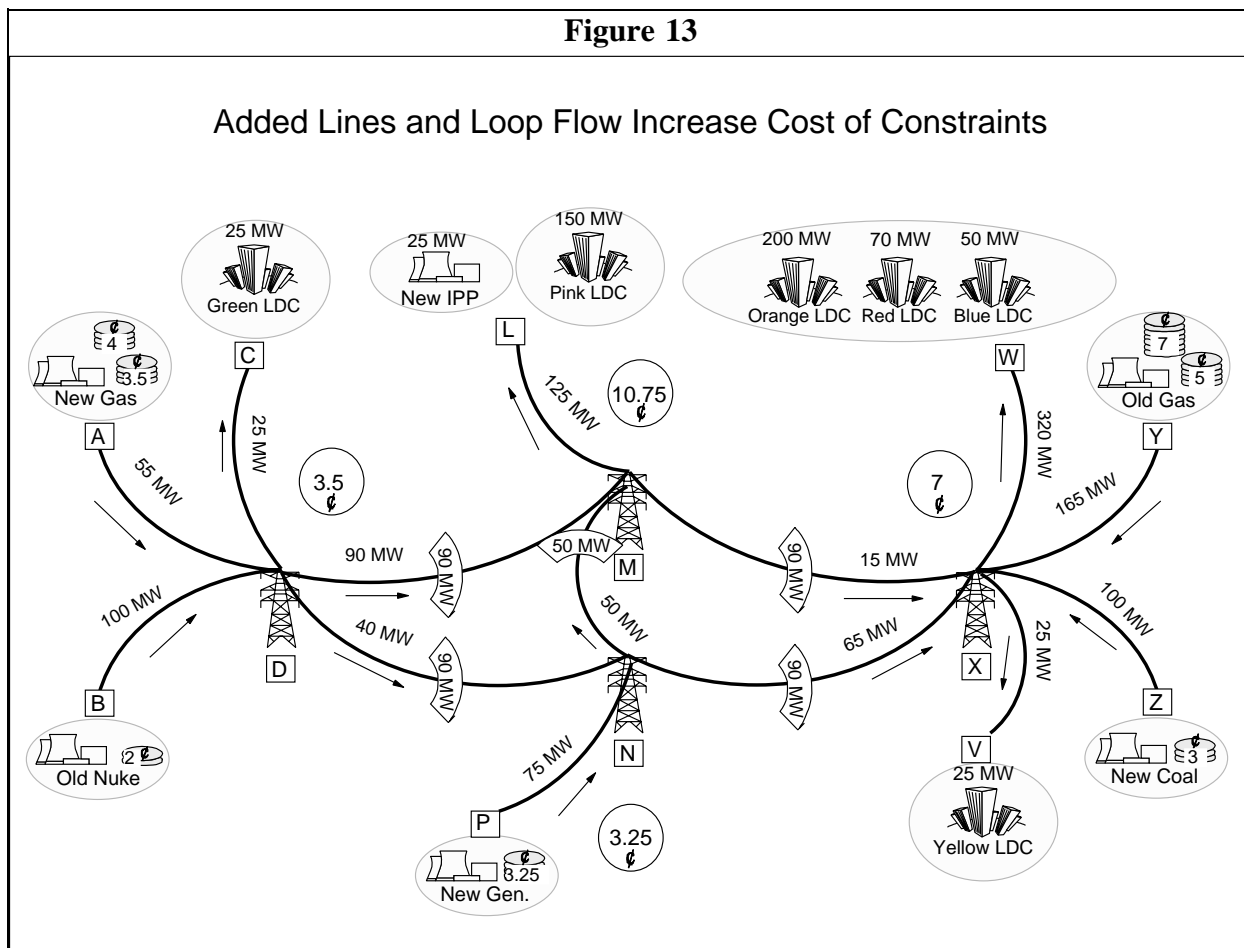 Figure 13
Added Lines and Loop Flow Increase Cost of Constraints
25 MW
Green LDC
25 MW
New IPP
150 MW
Pink LDC
200 MW
70 MW
50 MW
Orange LDC
Red LDC
Blue LDC
¢
4
¢
3.5
New Gas
A
C
L
W
¢
7
¢
5
Old Gas
Y
10.75
¢
3.5
¢
7
¢
55 MW
25 MW
125 MW
320 MW
165 MW
90 MW
90 MW
50 MW
M
90 MW
15 MW
100 MW
40 MW
90 MW
50 MW
90 MW
65 MW
25 MW
100 MW
D
X
B
2 ¢
Old Nuke
N
75 MW
P
¢
3.25
New Gen.
3.25
¢
V
25 MW
Yellow LDC
Z
¢
3
New Coal